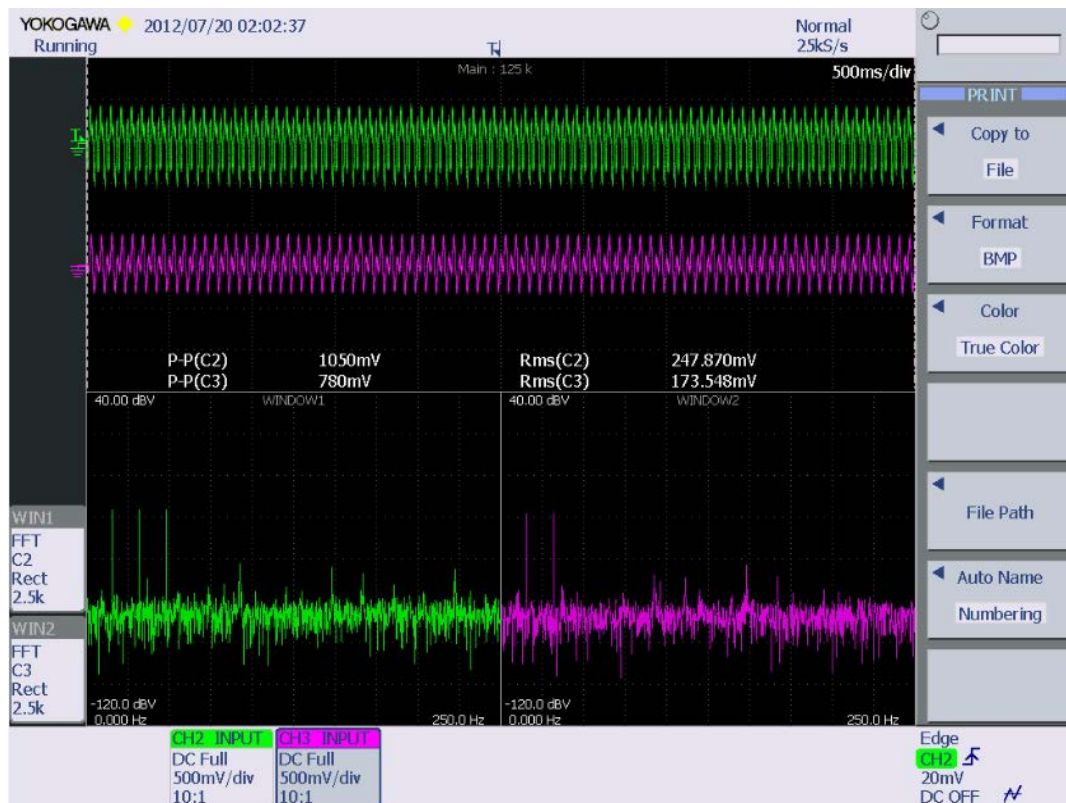 YOKOGAWA 2012/07/20 02:02:37
Running
Normal
25kS/s
T
Main : 125 k
500ms/div
T
P-P(C2) 1050mV Rms(C2) 247.870mV
P-P(C3) 780mV Rms(C3) 173.548mV
40.00 dBV WINDOW1
40.00 dBV WINDOW2
-120.0 dBV
0.000 Hz 250.0 Hz
-120.0 dBV
0.000 Hz 250.0 Hz
WIN1
FFT
C2
Rect
2.5k
WIN2
FFT
C3
Rect
2.5k
CH2 INPUT
DC Full
500mV/div
10:1
CH3 INPUT
DC Full
500mV/div
10:1
PRINT
Copy to
File
Format
BMP
Color
True Color
File Path
Auto Name
Numbering
Edge
CH2
20mV
DC OFF